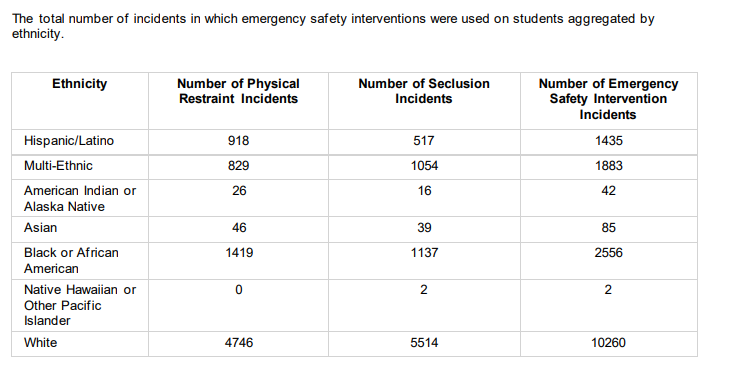 The total number of incidents in which emergency safety interventions were used on students aggregated by
ethnicity.
Ethnicity Number of Physical Number of Seclusion Number of Emergency
Restraint Incidents Incidents Safety Intervention
Incidents
Hispanic/Latino 918 517 1435
Multi-Ethnic 829 1054 1883
American Indian or 26 16 42
Alaska Native
Asian 46 39 85
Black or African 1419 1137 2556
American
Native Hawaiian or 0 2 2
Other Pacific
Islander
White 4746 5514 10260